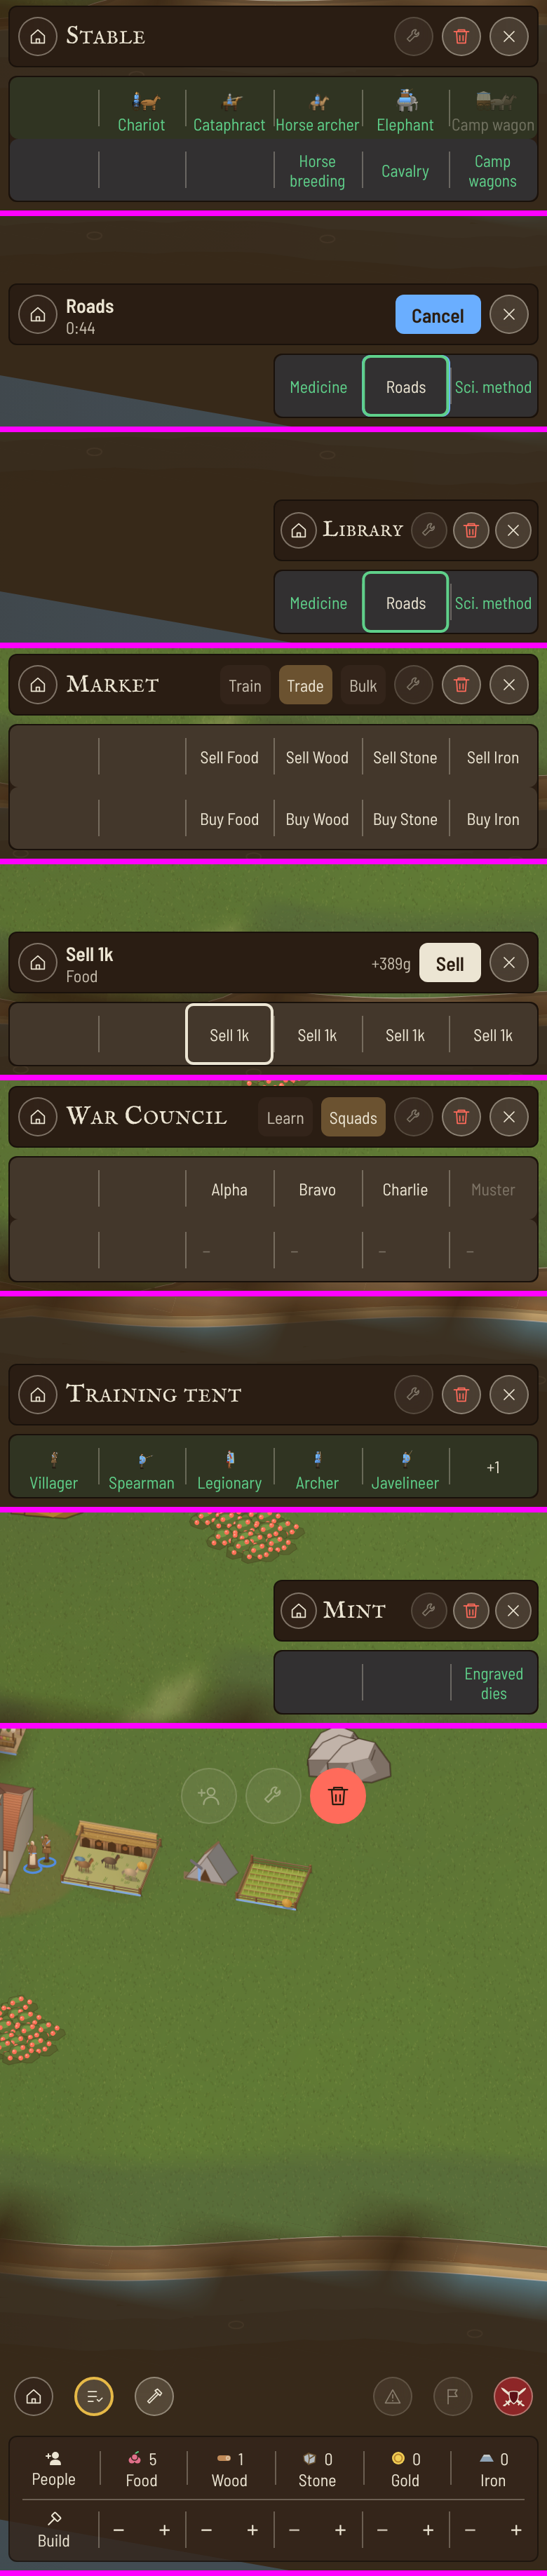 Stable
Chariot Cataphract Horse archer Elephant Camp wagon
Horse breeding Cavalry Camp wagons
Roads
0:44
Cancel
Medicine Roads Sci. method
Library
Medicine Roads Sci. method
Market Train Trade Bulk
Sell Food Sell Wood Sell Stone Sell Iron
Buy Food Buy Wood Buy Stone Buy Iron
Sell 1k
Food
+389g Sell
Sell 1k Sell 1k Sell 1k Sell 1k
War Council Learn Squads
Alpha Bravo Charlie Muster
– – – –
Training tent
Villager Spearman Legionary Archer Javelineer +1
Mint
Engraved dies
5 1 0 0 0
People Food Wood Stone Gold Iron
Build − + − + − + − + − +